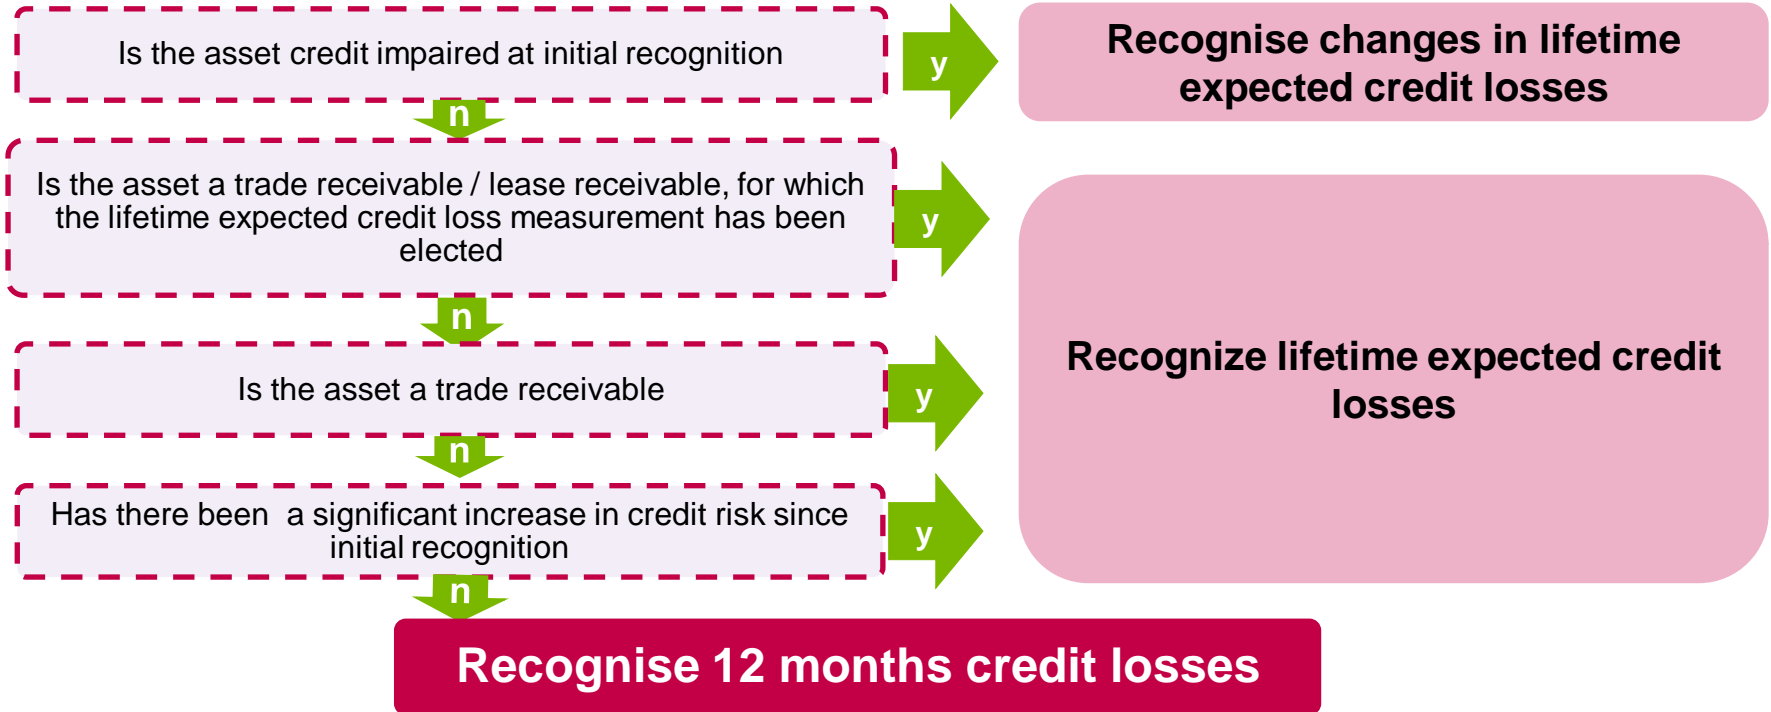 Is the asset credit impaired at initial recognition
y
Recognise changes in lifetime
expected credit losses
n
Is the asset a trade receivable / lease receivable, for which
the lifetime expected credit loss measurement has been
elected
y
n
Is the asset a trade receivable
y
Recognize lifetime expected credit
losses
n
Has there been a significant increase in credit risk since
initial recognition
y
n
Recognise 12 months credit losses